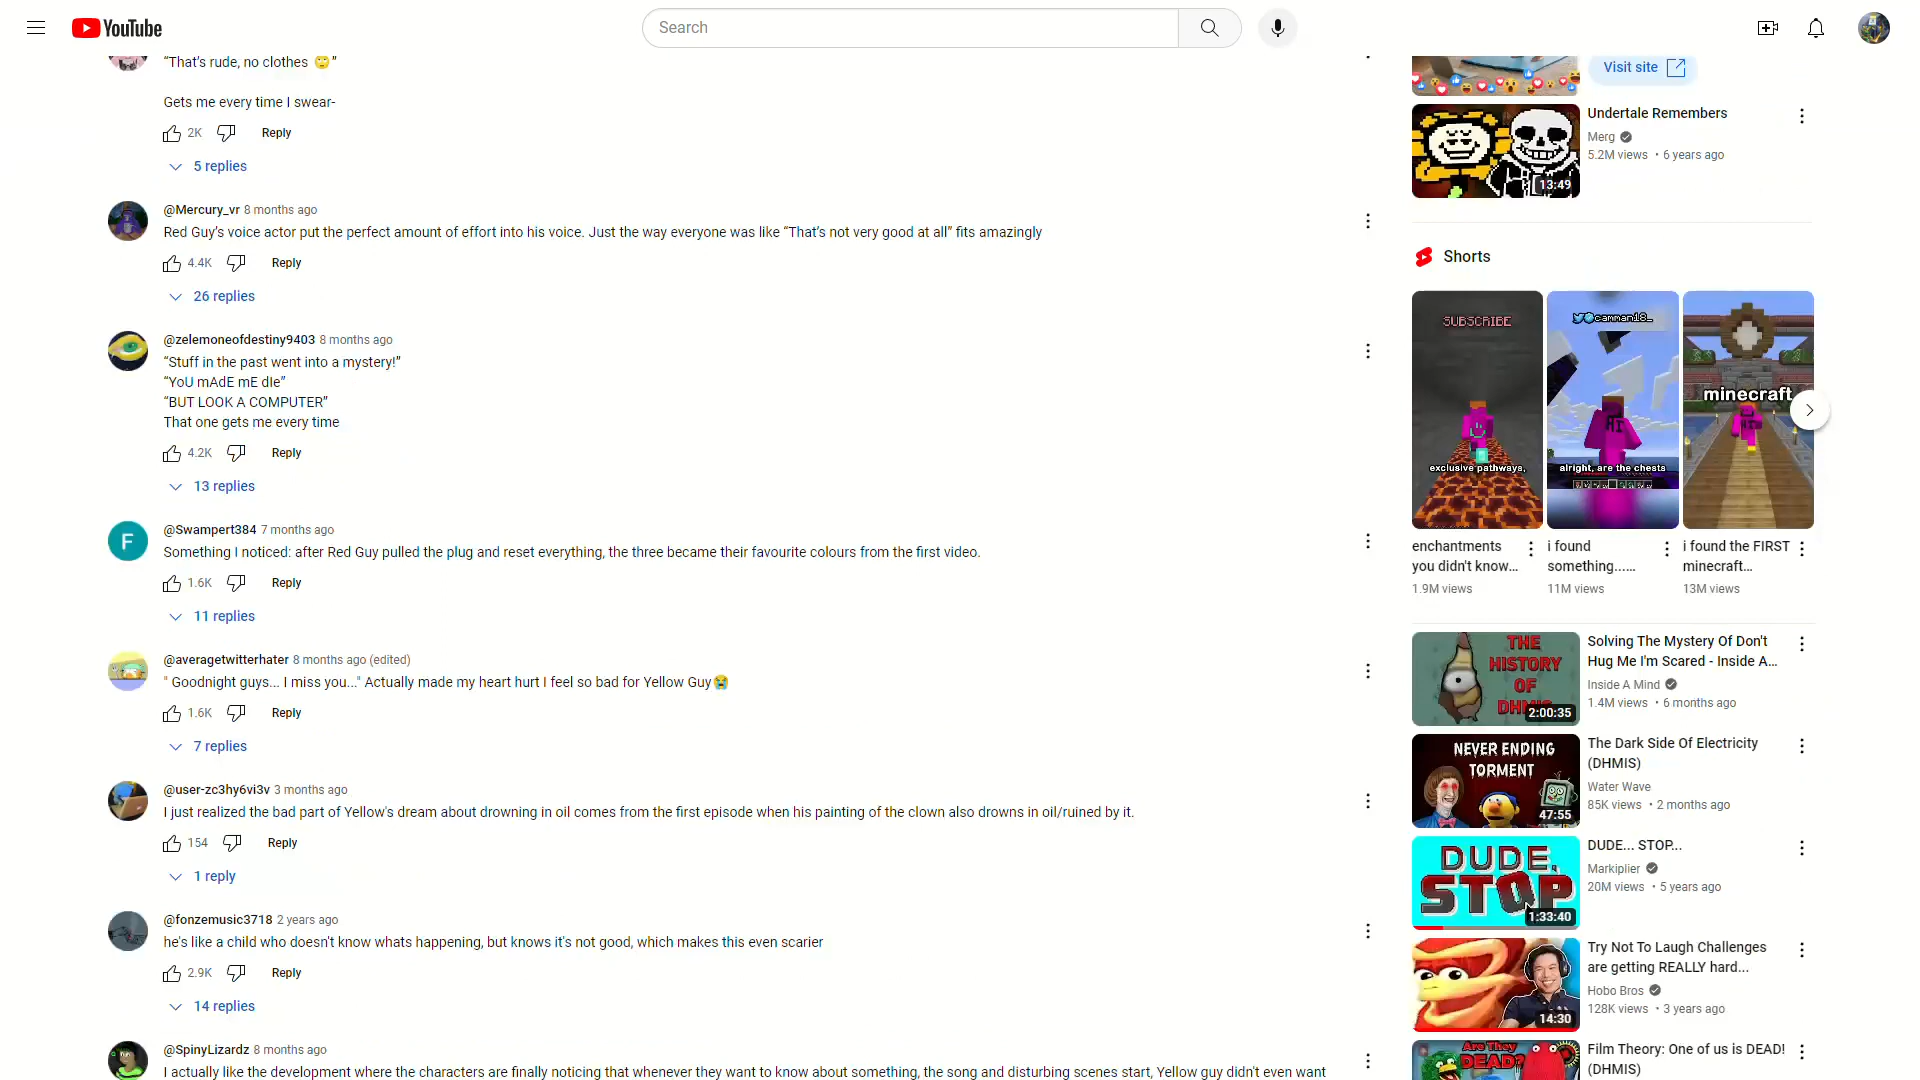 YouTube
Search
“That's rude, no clothes 🙄”
Gets me every time I swear-
2K
Reply
5 replies
@Mercury_vr 8 months ago
Red Guy's voice actor put the perfect amount of effort into his voice. Just the way everyone was like “That's not very good at all” fits amazingly
4.4K
Reply
26 replies
@zelemoneofdestiny9403 8 months ago
“Stuff in the past went into a mystery!”
“YoU mAdE mE dIe”
“BUT LOOK A COMPUTER”
That one gets me every time
4.2K
Reply
13 replies
F
@Swampert384 7 months ago
Something I noticed: after Red Guy pulled the plug and reset everything, the three became their favourite colours from the first video.
1.6K
Reply
11 replies
@averagetwitterhater 8 months ago (edited)
" Goodnight guys... I miss you..." Actually made my heart hurt I feel so bad for Yellow Guy😭
1.6K
Reply
7 replies
@user-zc3hy6vi3v 3 months ago
I just realized the bad part of Yellow's dream about drowning in oil comes from the first episode when his painting of the clown also drowns in oil/ruined by it.
154
Reply
1 reply
@fonzemusic3718 2 years ago
he's like a child who doesn't know whats happening, but knows it's not good, which makes this even scarier
2.9K
Reply
14 replies
@SpinyLizardz 8 months ago
I actually like the development where the characters are finally noticing that whenever they want to know about something, the song and disturbing scenes start, Yellow guy didn't even want
Visit site
13:49
Undertale Remembers
Merg
5.2M views • 6 years ago
Shorts
SUBSCRIBE
exclusive pathways,
enchantments
you didn't know...
1.9M views
@camman18_
HI
alright, are the chests
i found
something......
11M views
minecraft
HI
i found the FIRST
minecraft...
13M views
THE
HISTORY
OF
DHMIS
2:00:35
Solving The Mystery Of Don't
Hug Me I'm Scared - Inside A...
Inside A Mind
1.4M views • 6 months ago
NEVER ENDING
TORMENT
47:55
The Dark Side Of Electricity
(DHMIS)
Water Wave
85K views • 2 months ago
DUDE,
STOP
1:33:40
DUDE... STOP...
Markiplier
20M views • 5 years ago
14:30
Try Not To Laugh Challenges
are getting REALLY hard...
Hobo Bros
128K views • 3 years ago
Are They
DEAD?
Film Theory: One of us is DEAD!
(DHMIS)